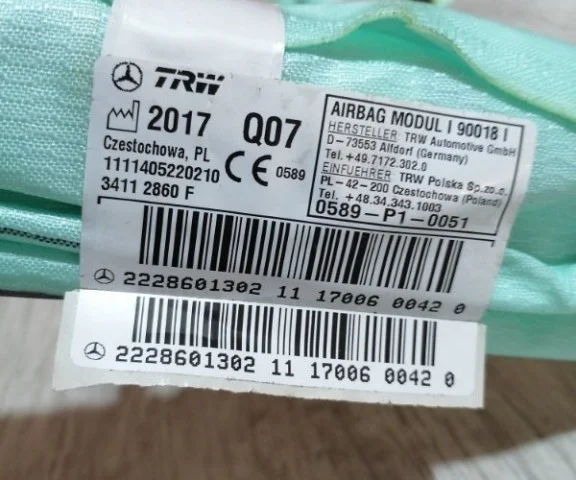 TRW
2017 Q07
Czestochowa, PL
1111405220210
3411 2860 F
CE 0589
AIRBAG MODUL I 90018 I
HERSTELLER: TRW Automotive GmbH
D-73553 Alfdorf (Germany)
Tel. +49.7172.302.0
EINFUEHRER: TRW Polska Sp.zo.o.
PL-42-200 Czestochowa (Poland)
Tel. +48.34.343.1003
0589-P1-0051
2228601302 11 17006 0042 0
2228601302 11 17006 0042 0